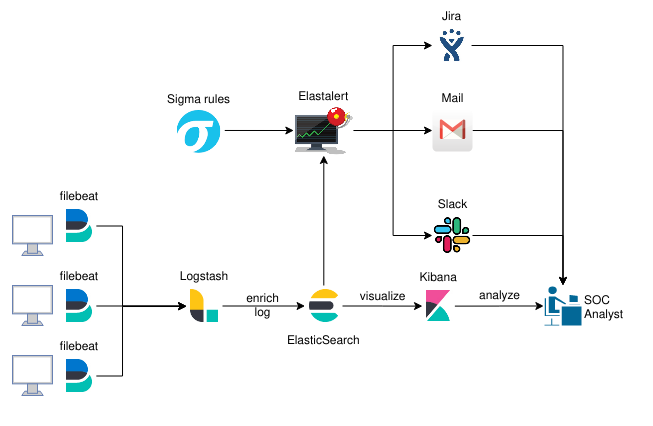 Jira
Sigma rules
Elastalert
Mail
Slack
filebeat
filebeat
filebeat
Logstash
enrich
log
ElasticSearch
visualize
Kibana
analyze
SOC
Analyst